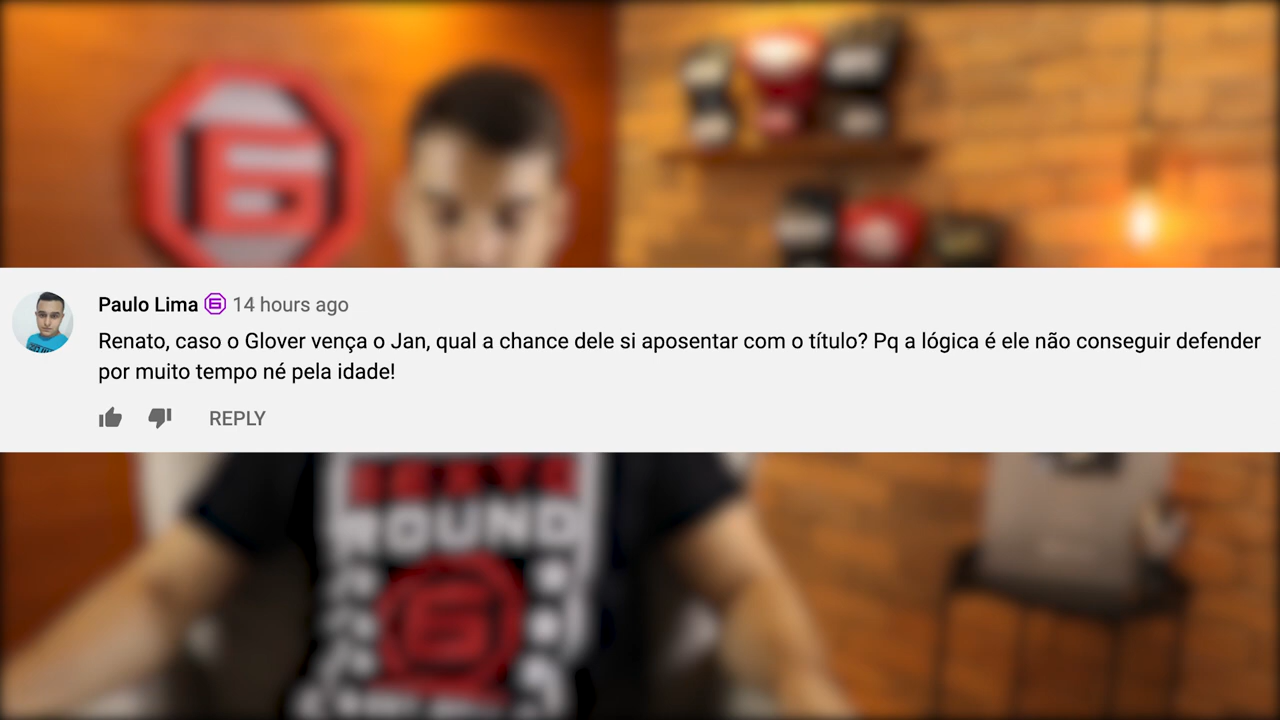 Paulo Lima 14 hours ago
Renato, caso o Glover vença o Jan, qual a chance dele si aposentar com o título? Pq a lógica é ele não conseguir defender
por muito tempo né pela idade!
REPLY
ROUND